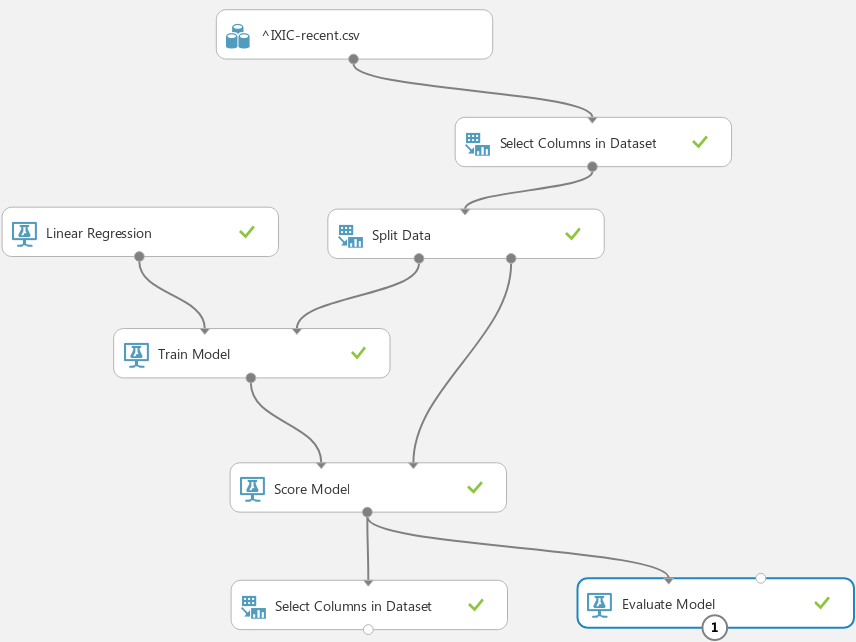 ^IXIC-recent.csv
Select Columns in Dataset
Linear Regression
Split Data
Train Model
Score Model
Select Columns in Dataset
Evaluate Model
1